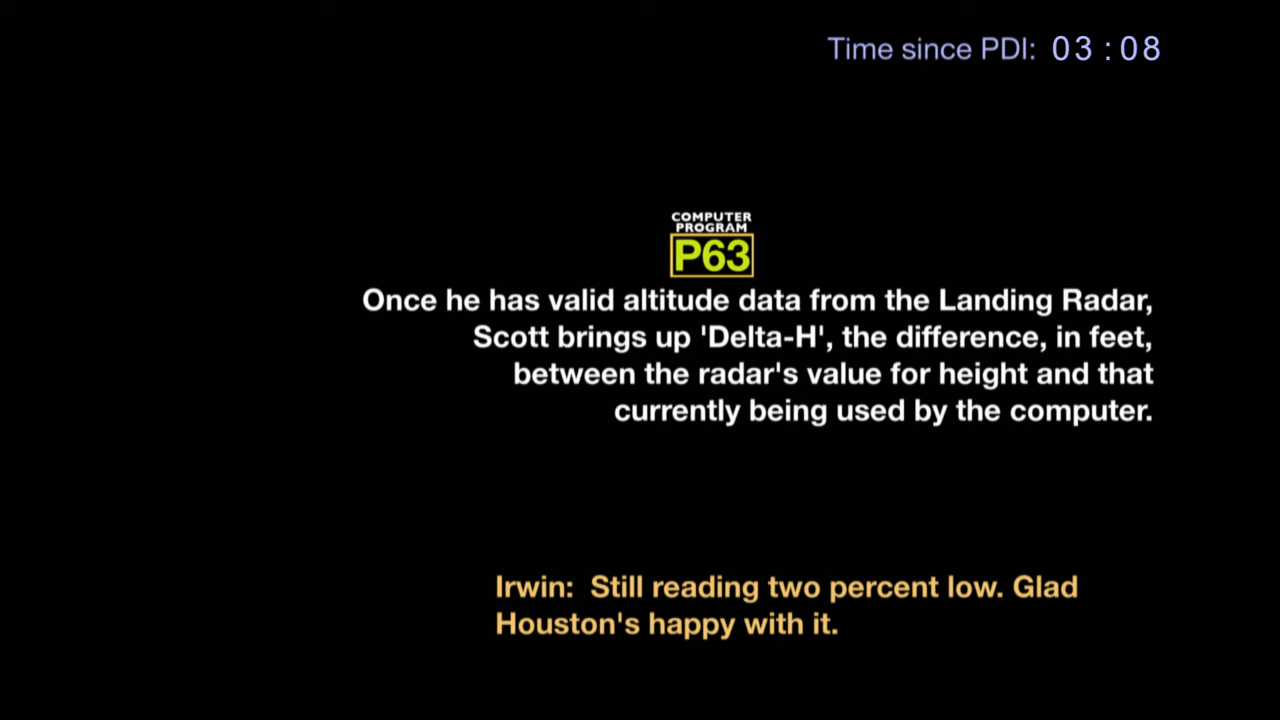 Time since PDI: 03:08
COMPUTER
PROGRAM
P63
Once he has valid altitude data from the Landing Radar,
Scott brings up 'Delta-H', the difference, in feet,
between the radar's value for height and that
currently being used by the computer.
Irwin:  Still reading two percent low. Glad
Houston's happy with it.